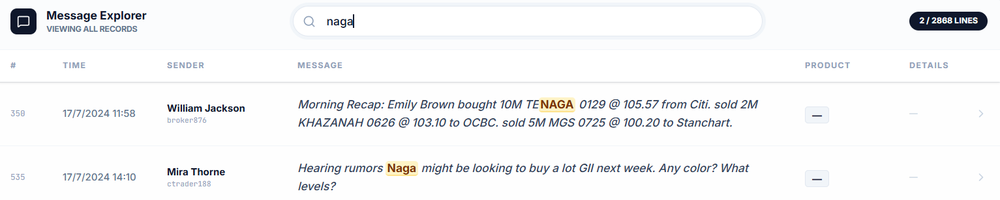 Message Explorer
VIEWING ALL RECORDS
naga
2 / 2868 LINES
# TIME SENDER MESSAGE PRODUCT DETAILS
350 17/7/2024 11:58 William Jackson
broker876
Morning Recap: Emily Brown bought 10M TENAGA 0129 @ 105.57 from Citi. sold 2M
KHAZANAH 0626 @ 103.10 to OCBC. sold 5M MGS 0725 @ 100.20 to Stanchart.
—
—
535 17/7/2024 14:10 Mira Thorne
ctrader188
Hearing rumors Naga might be looking to buy a lot GII next week. Any color? What
levels?
—
—